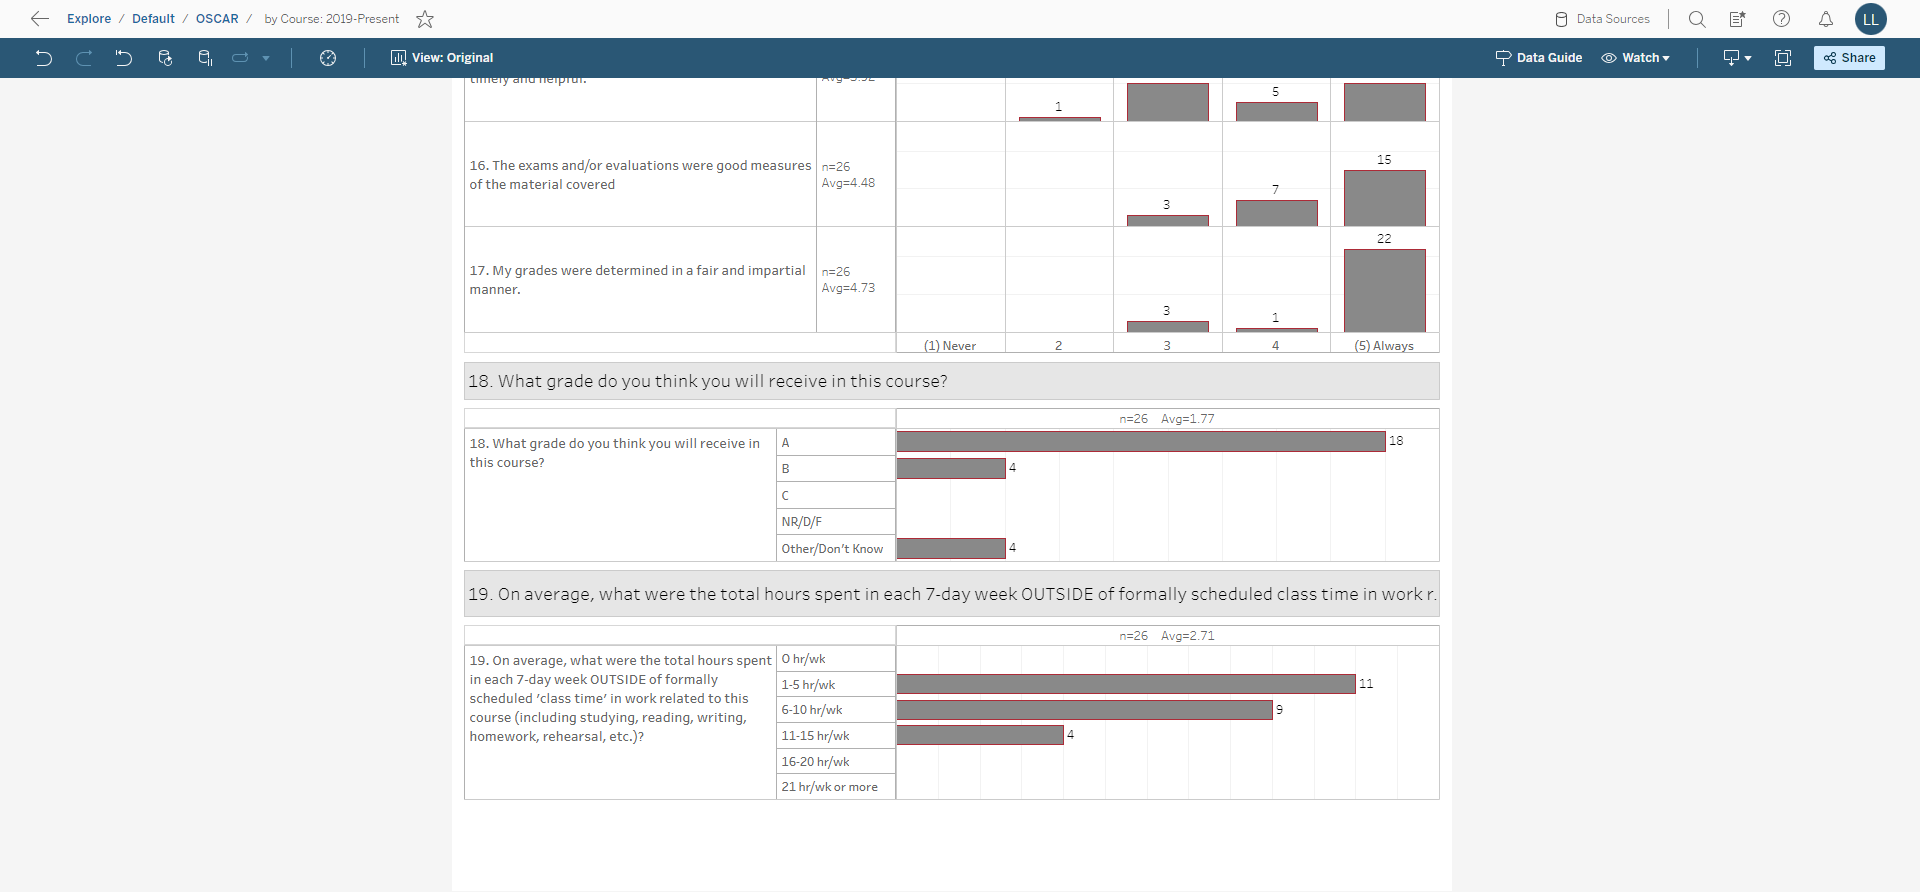 Explore / Default / OSCAR / by Course: 2019-Present
Data Sources
LL
View: Original
Data Guide
Watch
Share
timely and helpful.
Avg=3.92
1
5
16. The exams and/or evaluations were good measures
of the material covered
n=26
Avg=4.48
3
7
15
17. My grades were determined in a fair and impartial
manner.
n=26
Avg=4.73
3
1
22
(1) Never
2
3
4
(5) Always
18. What grade do you think you will receive in this course?
n=26 Avg=1.77
18. What grade do you think you will receive in
this course?
A
18
B
4
C
NR/D/F
Other/Don't Know
4
19. On average, what were the total hours spent in each 7-day week OUTSIDE of formally scheduled class time in work r.
n=26 Avg=2.71
19. On average, what were the total hours spent
in each 7-day week OUTSIDE of formally
scheduled 'class time' in work related to this
course (including studying, reading, writing,
homework, rehearsal, etc.)?
0 hr/wk
1-5 hr/wk
11
6-10 hr/wk
9
11-15 hr/wk
4
16-20 hr/wk
21 hr/wk or more